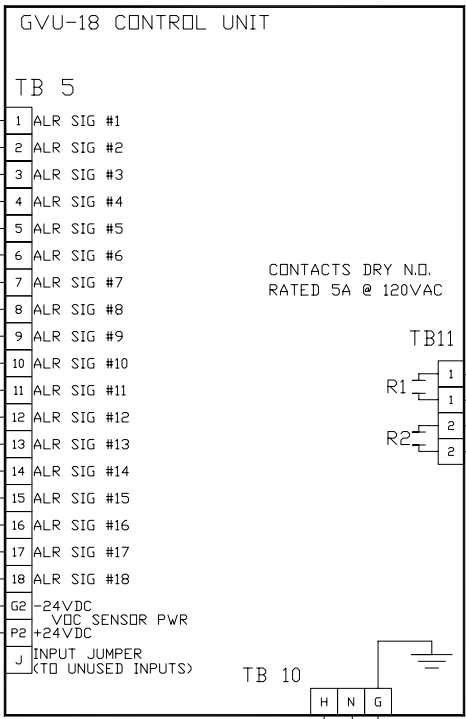 GVU-18 CONTROL UNIT
TB 5
1 ALR SIG #1
2 ALR SIG #2
3 ALR SIG #3
4 ALR SIG #4
5 ALR SIG #5
6 ALR SIG #6
7 ALR SIG #7
8 ALR SIG #8
9 ALR SIG #9
10 ALR SIG #10
11 ALR SIG #11
12 ALR SIG #12
13 ALR SIG #13
14 ALR SIG #14
15 ALR SIG #15
16 ALR SIG #16
17 ALR SIG #17
18 ALR SIG #18
G2 -24VDC
VOC SENSOR PWR
P2 +24VDC
J INPUT JUMPER
(TO UNUSED INPUTS)
CONTACTS DRY N.O.
RATED 5A @ 120VAC
TB11
R1 1
1
R2 2
2
TB 10
H N G